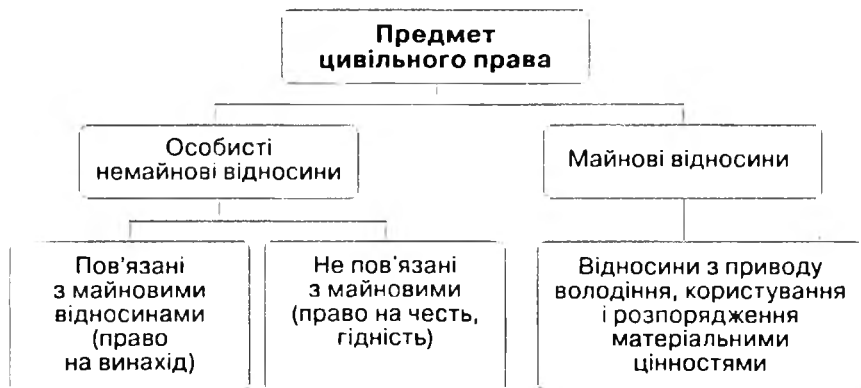 Предмет
цивільного права
Особисті
немайнові відносини
Майнові відносини
Пов'язані
з майновими
відносинами
(право
на винахід)
Не пов'язані
з майновими
(право на честь,
гідність)
Відносини з приводу
володіння, користування
і розпорядження
матеріальними
цінностями